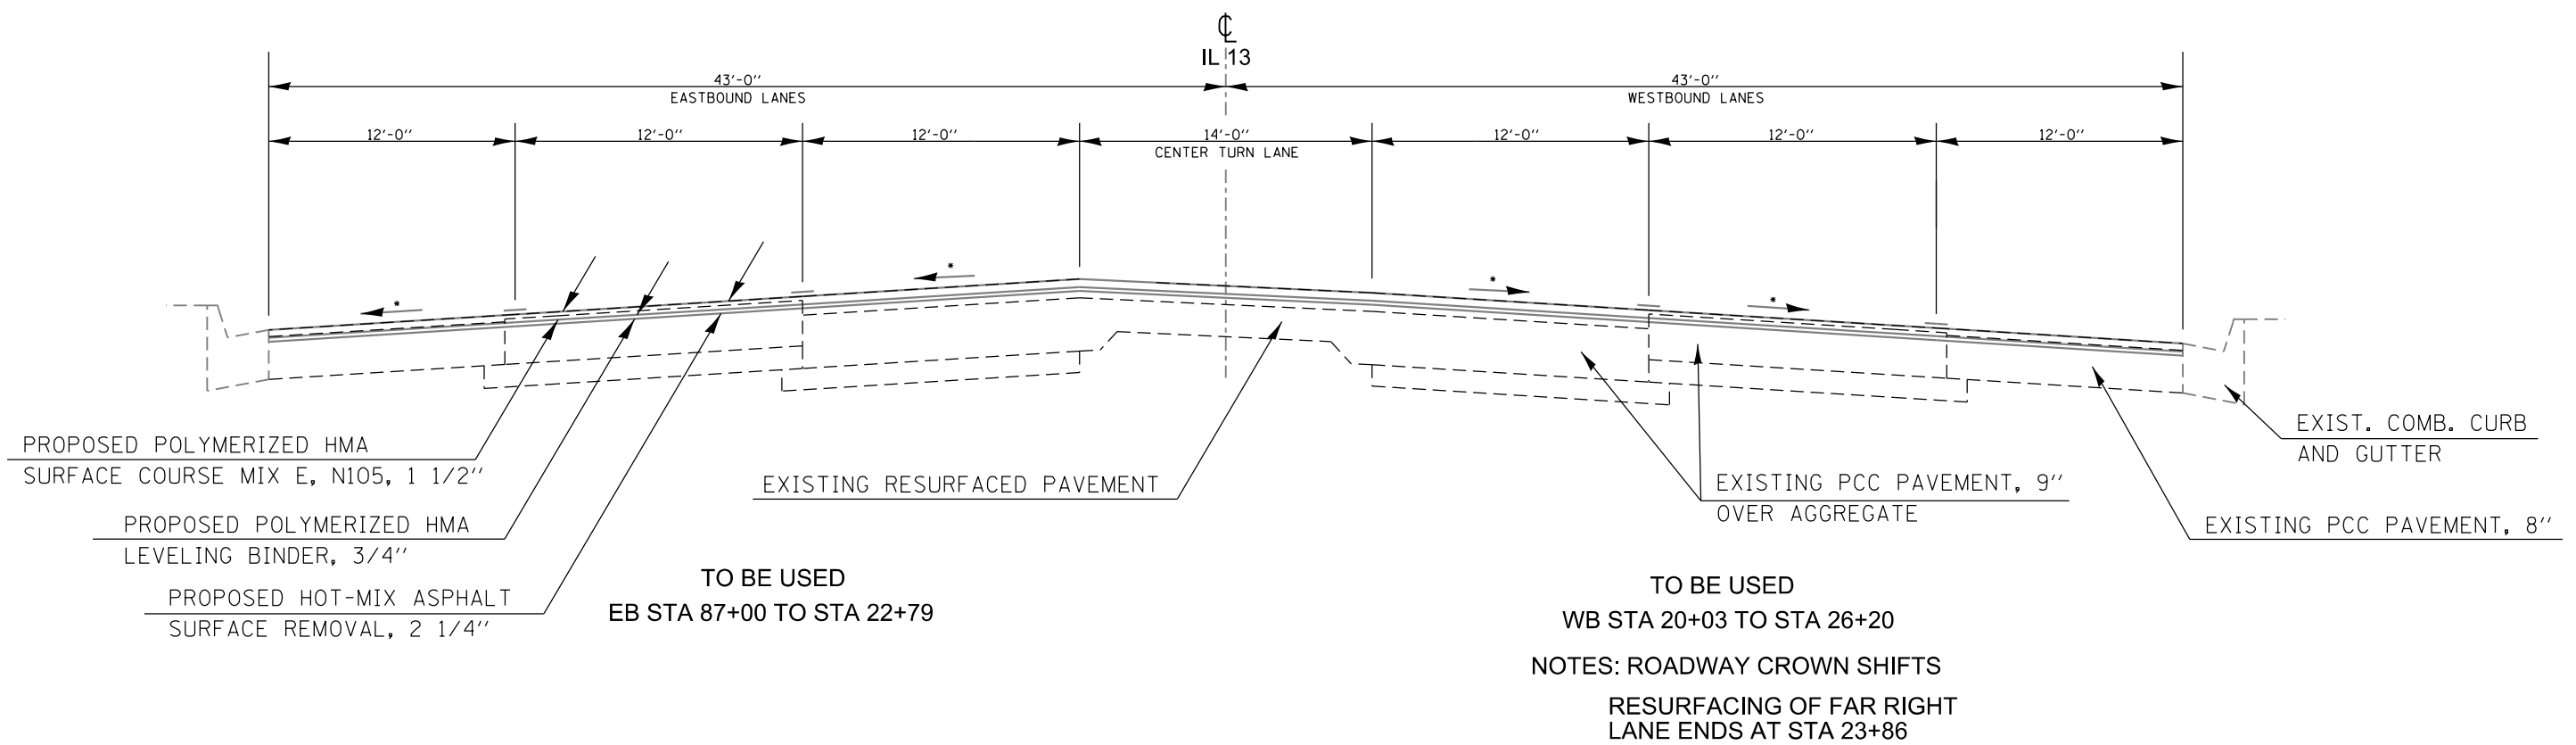 ℄
IL 13
43'-0"
43'-0"
EASTBOUND LANES
WESTBOUND LANES
12'-0"
12'-0"
12'-0"
14'-0"
12'-0"
12'-0"
12'-0"
CENTER TURN LANE
*
*
*
*
PROPOSED POLYMERIZED HMA
SURFACE COURSE MIX E, N105, 1 1/2"
PROPOSED POLYMERIZED HMA
LEVELING BINDER, 3/4"
PROPOSED HOT-MIX ASPHALT
SURFACE REMOVAL, 2 1/4"
EXISTING RESURFACED PAVEMENT
EXISTING PCC PAVEMENT, 9"
OVER AGGREGATE
EXIST. COMB. CURB
AND GUTTER
EXISTING PCC PAVEMENT, 8"
TO BE USED
EB STA 87+00 TO STA 22+79
TO BE USED
WB STA 20+03 TO STA 26+20
NOTES: ROADWAY CROWN SHIFTS
RESURFACING OF FAR RIGHT
LANE ENDS AT STA 23+86